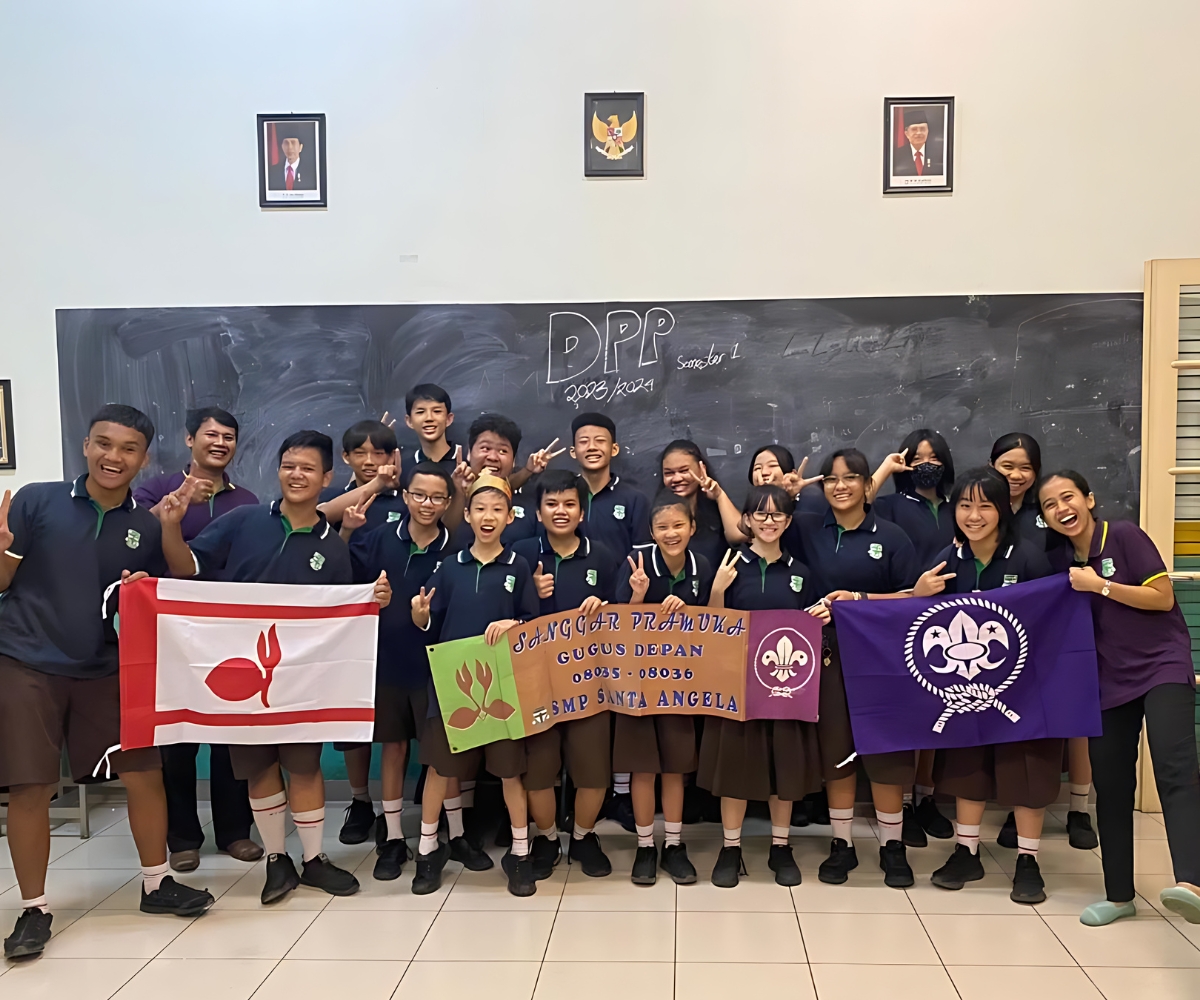 DPP
Semester 1
2023/2024
SANGGAR PRAMUKA
GUGUS DEPAN
08035 - 08036
SMP SANTA ANGELA